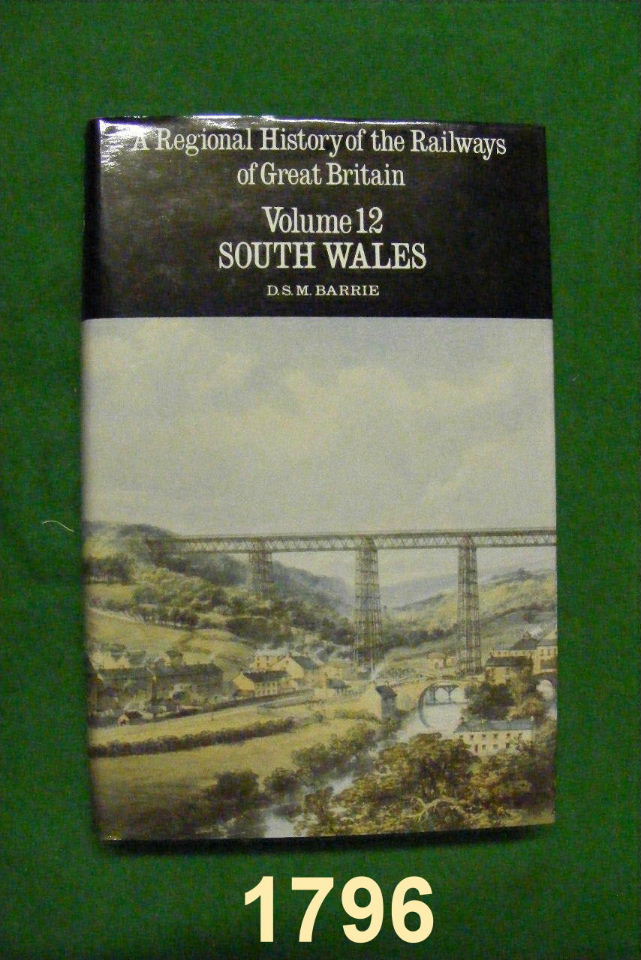 A Regional History of the Railways
of Great Britain
Volume 12
SOUTH WALES
D.S.M. BARRIE
1796